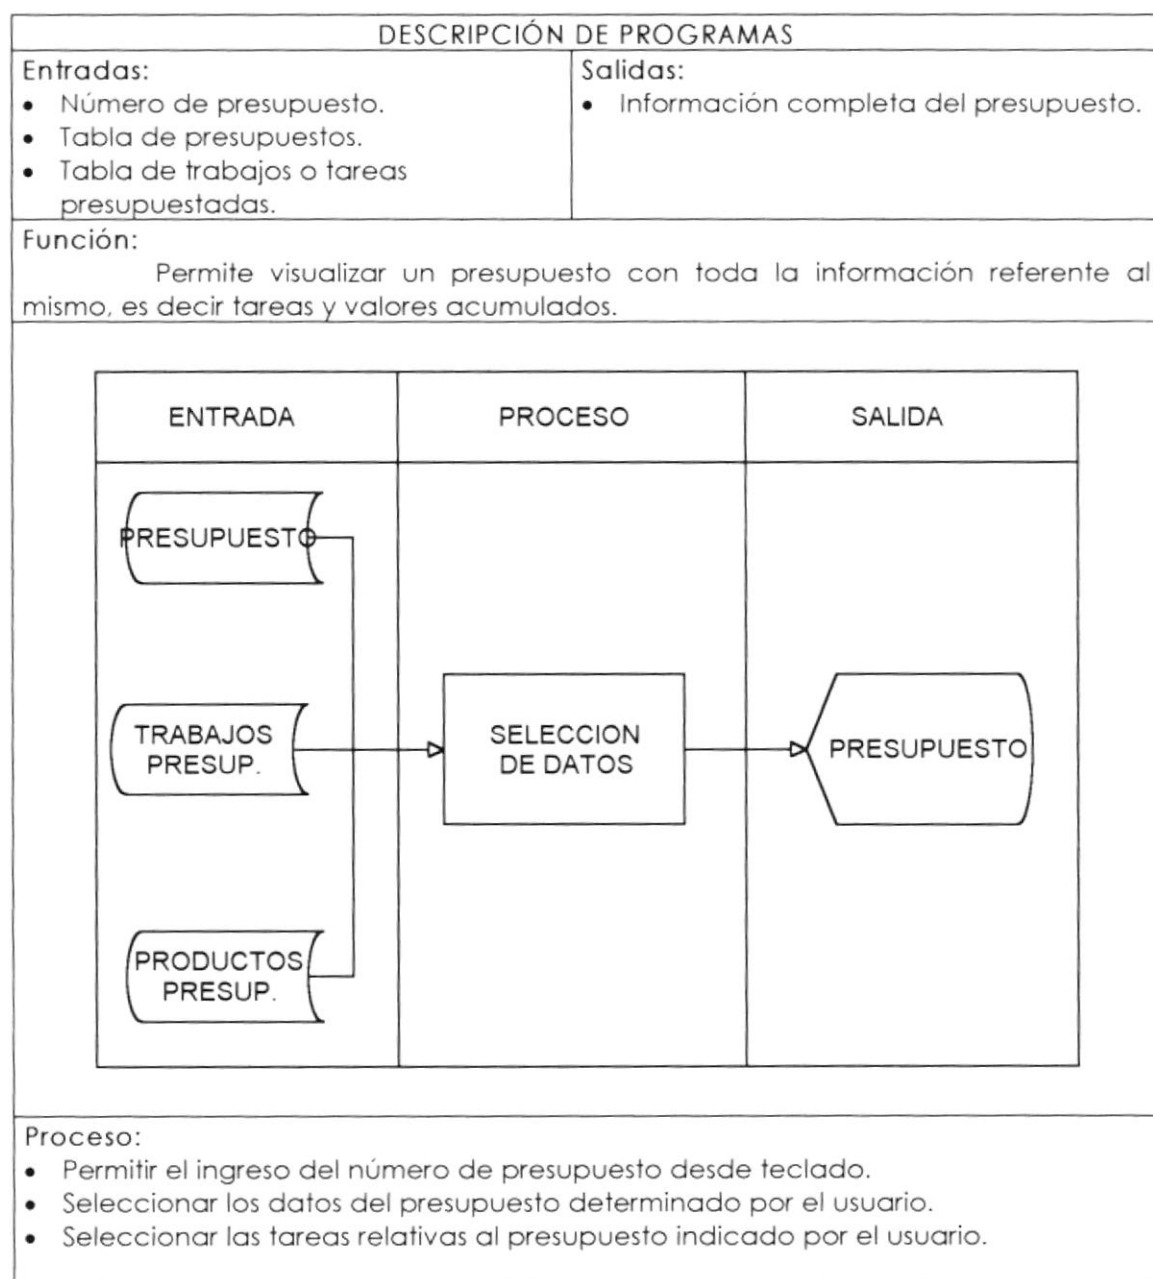 DESCRIPCIÓN DE PROGRAMAS
Entradas:
• Número de presupuesto.
• Tabla de presupuestos.
• Tabla de trabajos o tareas
presupuestadas.
Salidas:
• Información completa del presupuesto.
Función:
Permite visualizar un presupuesto con toda la información referente al
mismo, es decir tareas y valores acumulados.
ENTRADA
PROCESO
SALIDA
PRESUPUESTO
TRABAJOS
PRESUP.
SELECCION
DE DATOS
PRESUPUESTO
PRODUCTOS
PRESUP.
Proceso:
• Permitir el ingreso del número de presupuesto desde teclado.
• Seleccionar los datos del presupuesto determinado por el usuario.
• Seleccionar las tareas relativas al presupuesto indicado por el usuario.